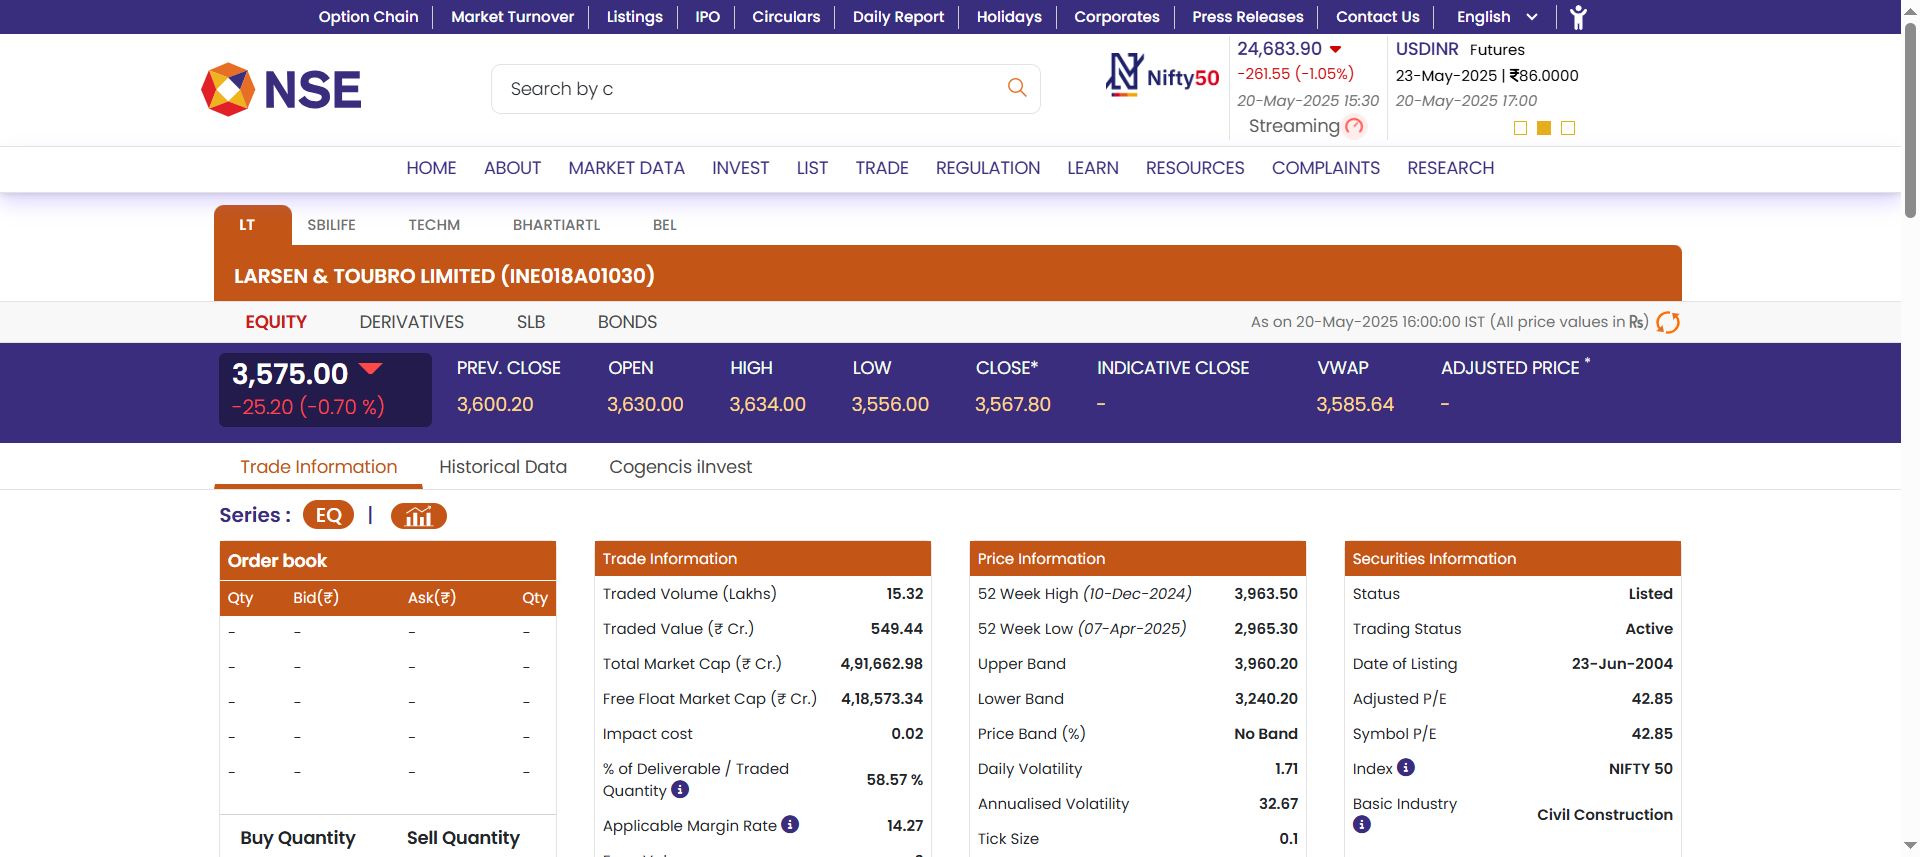 Option Chain Market Turnover Listings IPO Circulars Daily Report Holidays Corporates Press Releases Contact Us English
NSE
Search by c
Nifty50
24,683.90
-261.55 (-1.05%)
20-May-2025 15:30
Streaming
USDINR Futures
23-May-2025 | ₹86.0000
20-May-2025 17:00
HOME ABOUT MARKET DATA INVEST LIST TRADE REGULATION LEARN RESOURCES COMPLAINTS RESEARCH
LT SBILIFE TECHM BHARTIARTL BEL
LARSEN & TOUBRO LIMITED (INE018A01030)
EQUITY DERIVATIVES SLB BONDS As on 20-May-2025 16:00:00 IST (All price values in ₨)
3,575.00
-25.20 (-0.70 %)
PREV. CLOSE OPEN HIGH LOW CLOSE* INDICATIVE CLOSE VWAP ADJUSTED PRICE *
3,600.20 3,630.00 3,634.00 3,556.00 3,567.80 - 3,585.64 -
Trade Information Historical Data Cogencis iInvest
Series : EQ |
Order book
Qty Bid(₹) Ask(₹) Qty
- - - -
- - - -
- - - -
- - - -
- - - -
Buy Quantity Sell Quantity
Trade Information
Traded Volume (Lakhs) 15.32
Traded Value (₹ Cr.) 549.44
Total Market Cap (₹ Cr.) 4,91,662.98
Free Float Market Cap (₹ Cr.) 4,18,573.34
Impact cost 0.02
% of Deliverable / Traded
Quantity 58.57 %
Applicable Margin Rate 14.27
Price Information
52 Week High (10-Dec-2024) 3,963.50
52 Week Low (07-Apr-2025) 2,965.30
Upper Band 3,960.20
Lower Band 3,240.20
Price Band (%) No Band
Daily Volatility 1.71
Annualised Volatility 32.67
Tick Size 0.1
Securities Information
Status Listed
Trading Status Active
Date of Listing 23-Jun-2004
Adjusted P/E 42.85
Symbol P/E 42.85
Index NIFTY 50
Basic Industry Civil Construction